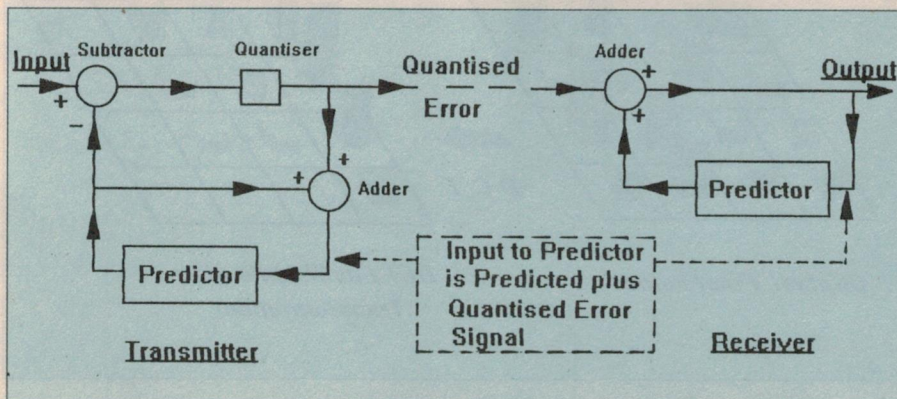 Input
Subtractor
Quantiser
Quantised
Error
Adder
Output
+
−
+
+
Adder
+
+
Predictor
Predictor
Input to Predictor
is Predicted plus
Quantised Error
Signal
Transmitter
Receiver